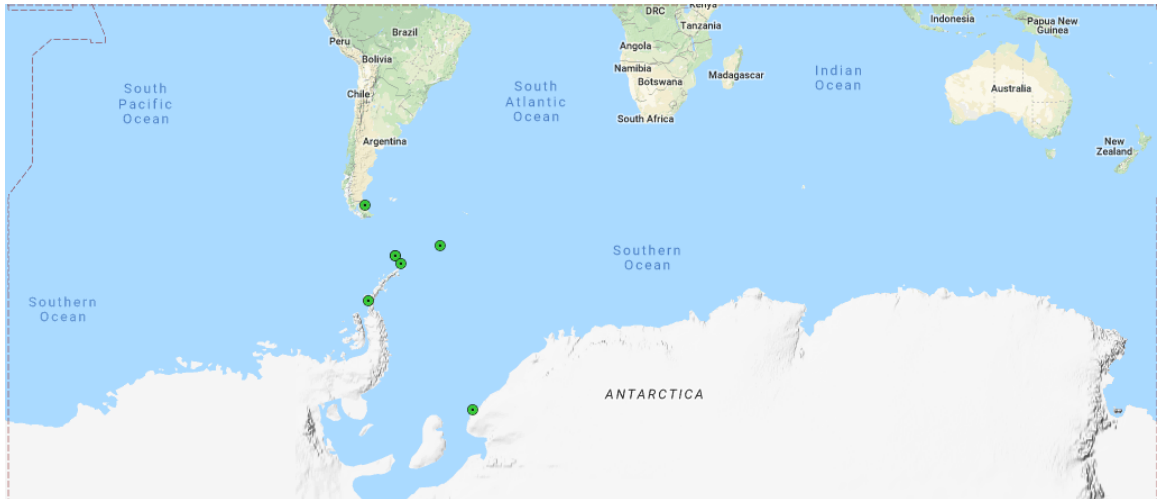 DRC
Kenya
Tanzania
Indonesia
Papua New
Guinea
Peru
Brazil
Bolivia
Angola
Namibia
Botswana
Madagascar
Indian
Ocean
South
Pacific
Ocean
South
Atlantic
Ocean
Chile
Australia
South Africa
Argentina
New
Zealand
Southern
Ocean
Southern
Ocean
ANTARCTICA